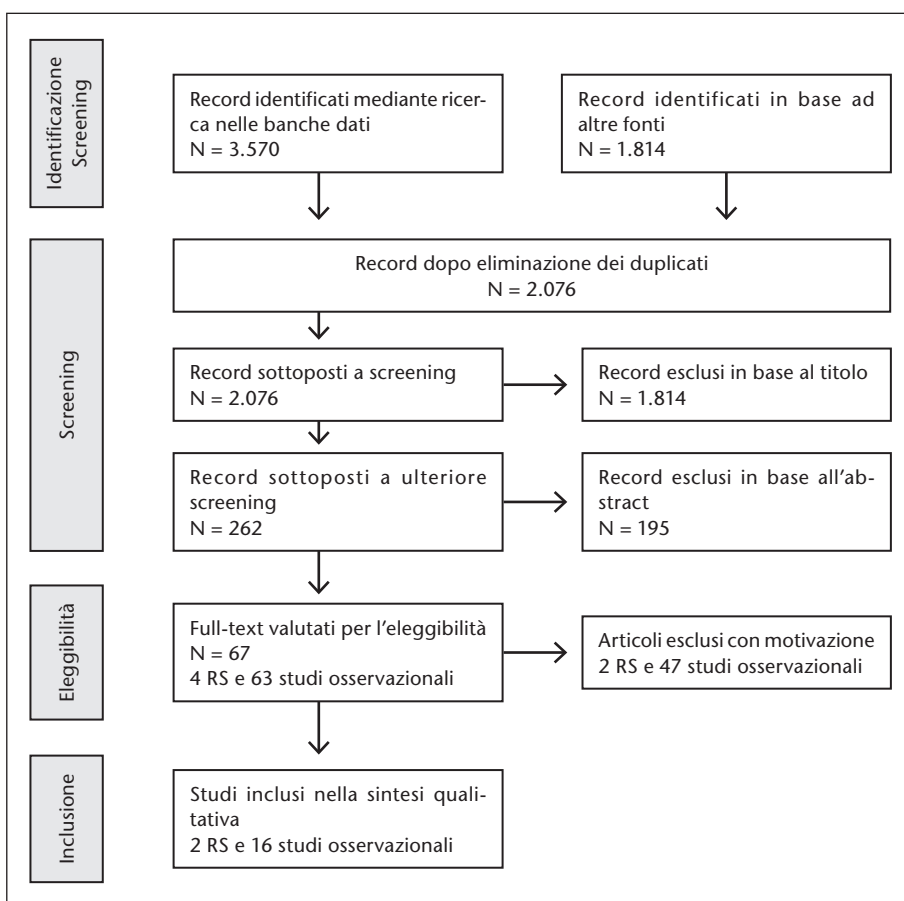 Identificazione
Screening
Record identificati mediante ricer-
ca nelle banche dati
N = 3.570
Record identificati in base ad
altre fonti
N = 1.814
Screening
Record dopo eliminazione dei duplicati
N = 2.076
Record sottoposti a screening
N = 2.076
Record esclusi in base al titolo
N = 1.814
Record sottoposti a ulteriore
screening
N = 262
Record esclusi in base all'ab-
stract
N = 195
Eleggibilità
Full-text valutati per l'eleggibilità
N = 67
4 RS e 63 studi osservazionali
Articoli esclusi con motivazione
2 RS e 47 studi osservazionali
Inclusione
Studi inclusi nella sintesi quali-
tativa
2 RS e 16 studi osservazionali